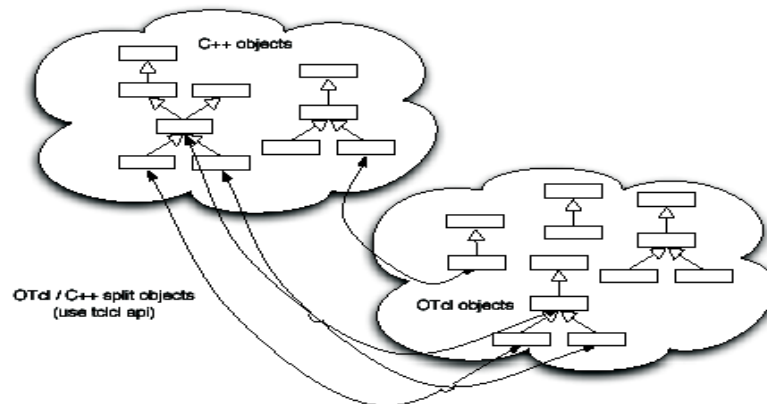 C++ objects
OTcl / C++ split objects
(use tclcl api)
OTcl objects